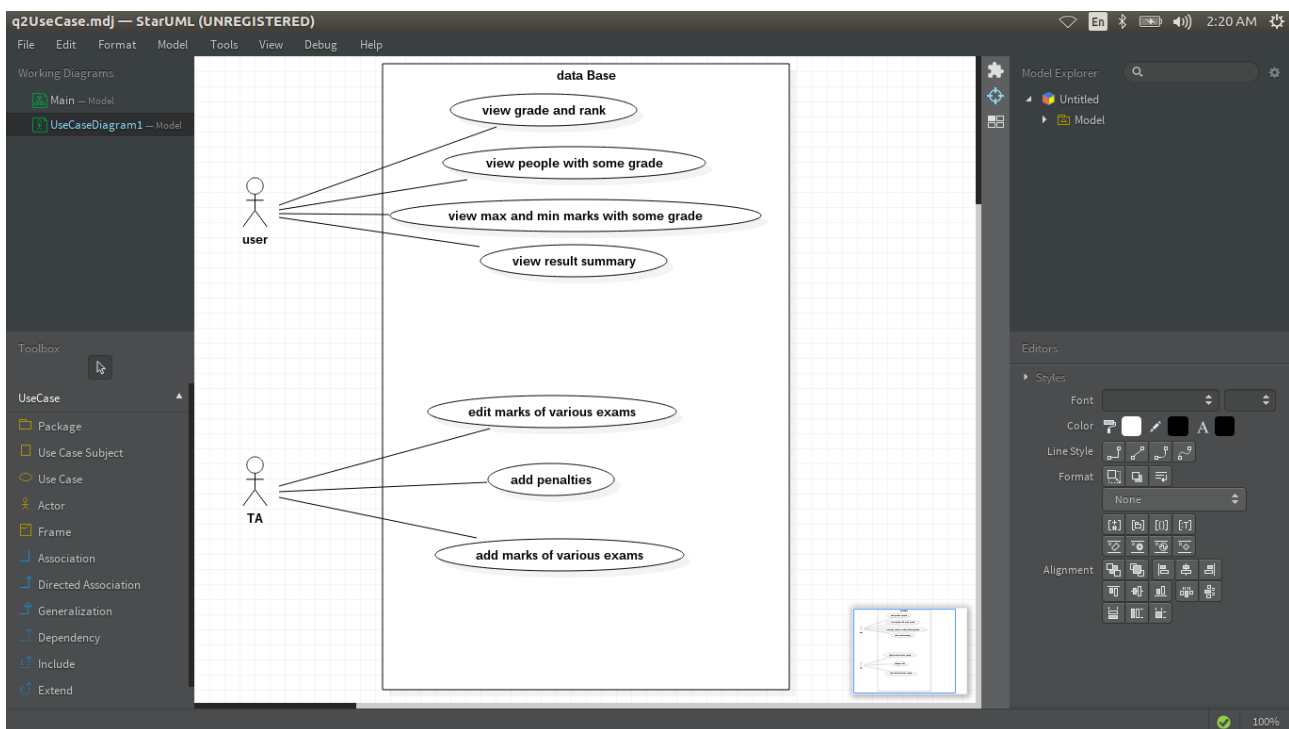 q2UseCase.mdj — StarUML (UNREGISTERED)
En
2:20 AM
File Edit Format Model Tools View Debug Help
Working Diagrams
Main — Model
UseCaseDiagram1 — Model
Toolbox
UseCase
Package
Use Case Subject
Use Case
Actor
Frame
Association
Directed Association
Generalization
Dependency
Include
Extend
data Base
view grade and rank
view people with some grade
view max and min marks with some grade
view result summary
user
edit marks of various exams
add penalties
add marks of various exams
TA
Model Explorer
Untitled
Model
Editors
Styles
Font
Color
A
Line Style
Format
None
Alignment
100%